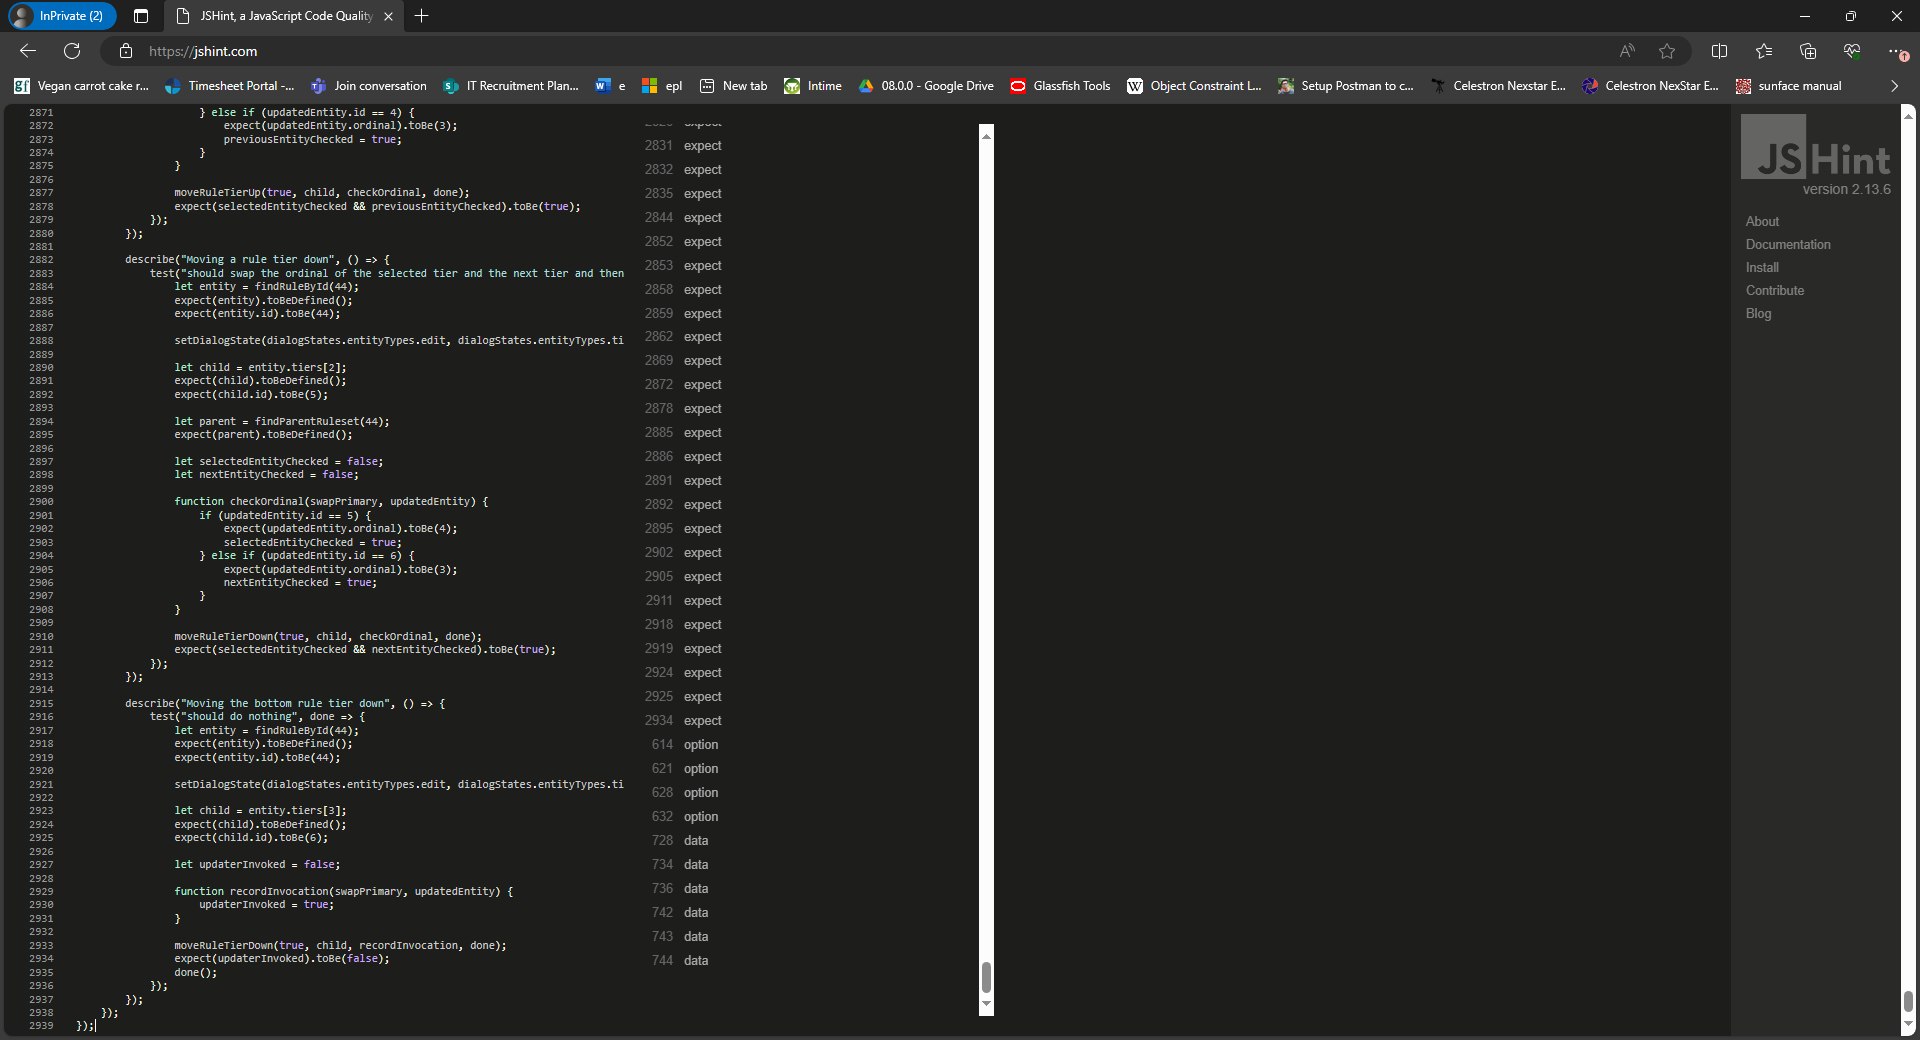 InPrivate (2)
JSHint, a JavaScript Code Quality
https://jshint.com
Vegan carrot cake r...
Timesheet Portal -...
Join conversation
IT Recruitment Plan...
e
epl
New tab
Intime
08.0.0 - Google Drive
Glassfish Tools
Object Constraint L...
Setup Postman to c...
Celestron Nexstar E...
Celestron NexStar E...
sunface manual
2871 } else if (updatedEntity.id == 4) {
2872 expect(updatedEntity.ordinal).toBe(3);
2873 previousEntityChecked = true;
2874 }
2875 }
2876
2877 moveRuleTierUp(true, child, checkOrdinal, done);
2878 expect(selectedEntityChecked && previousEntityChecked).toBe(true);
2879 });
2880 });
2881
2882 describe("Moving a rule tier down", () => {
2883 test("should swap the ordinal of the selected tier and the next tier and then
2884 let entity = findRuleById(44);
2885 expect(entity).toBeDefined();
2886 expect(entity.id).toBe(44);
2887
2888 setDialogState(dialogStates.entityTypes.edit, dialogStates.entityTypes.ti
2889
2890 let child = entity.tiers[2];
2891 expect(child).toBeDefined();
2892 expect(child.id).toBe(5);
2893
2894 let parent = findParentRuleset(44);
2895 expect(parent).toBeDefined();
2896
2897 let selectedEntityChecked = false;
2898 let nextEntityChecked = false;
2899
2900 function checkOrdinal(swapPrimary, updatedEntity) {
2901 if (updatedEntity.id == 5) {
2902 expect(updatedEntity.ordinal).toBe(4);
2903 selectedEntityChecked = true;
2904 } else if (updatedEntity.id == 6) {
2905 expect(updatedEntity.ordinal).toBe(3);
2906 nextEntityChecked = true;
2907 }
2908 }
2909
2910 moveRuleTierDown(true, child, checkOrdinal, done);
2911 expect(selectedEntityChecked && nextEntityChecked).toBe(true);
2912 });
2913 });
2914
2915 describe("Moving the bottom rule tier down", () => {
2916 test("should do nothing", done => {
2917 let entity = findRuleById(44);
2918 expect(entity).toBeDefined();
2919 expect(entity.id).toBe(44);
2920
2921 setDialogState(dialogStates.entityTypes.edit, dialogStates.entityTypes.ti
2922
2923 let child = entity.tiers[3];
2924 expect(child).toBeDefined();
2925 expect(child.id).toBe(6);
2926
2927 let updaterInvoked = false;
2928
2929 function recordInvocation(swapPrimary, updatedEntity) {
2930 updaterInvoked = true;
2931 }
2932
2933 moveRuleTierDown(true, child, recordInvocation, done);
2934 expect(updaterInvoked).toBe(false);
2935 done();
2936 });
2937 });
2938 });
2939 });
2831 expect
2832 expect
2835 expect
2844 expect
2852 expect
2853 expect
2858 expect
2859 expect
2862 expect
2869 expect
2872 expect
2878 expect
2885 expect
2886 expect
2891 expect
2892 expect
2895 expect
2902 expect
2905 expect
2911 expect
2918 expect
2919 expect
2924 expect
2925 expect
2934 expect
614 option
621 option
628 option
632 option
728 data
734 data
736 data
742 data
743 data
744 data
JSHint
version 2.13.6
About
Documentation
Install
Contribute
Blog